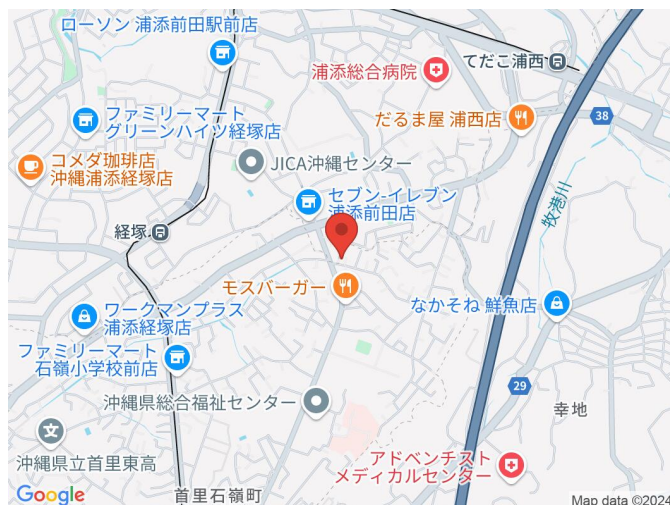 ローソン 浦添前田駅前店
てだこ浦西
浦添総合病院
38
ファミリーマート
グリーンハイツ経塚店
だるま屋 浦西店
コメダ珈琲店
沖縄浦添経塚店
JICA沖縄センター
セブン-イレブン
浦添前田店
牧港川
経塚
モスバーガー
なかそね 鮮魚店
ワークマンプラス
浦添経塚店
ファミリーマート
石嶺小学校前店
29
沖縄県総合福祉センター
幸地
沖縄県立首里東高
アドベンチスト
メディカルセンター
首里石嶺町
Google
Map data ©2024